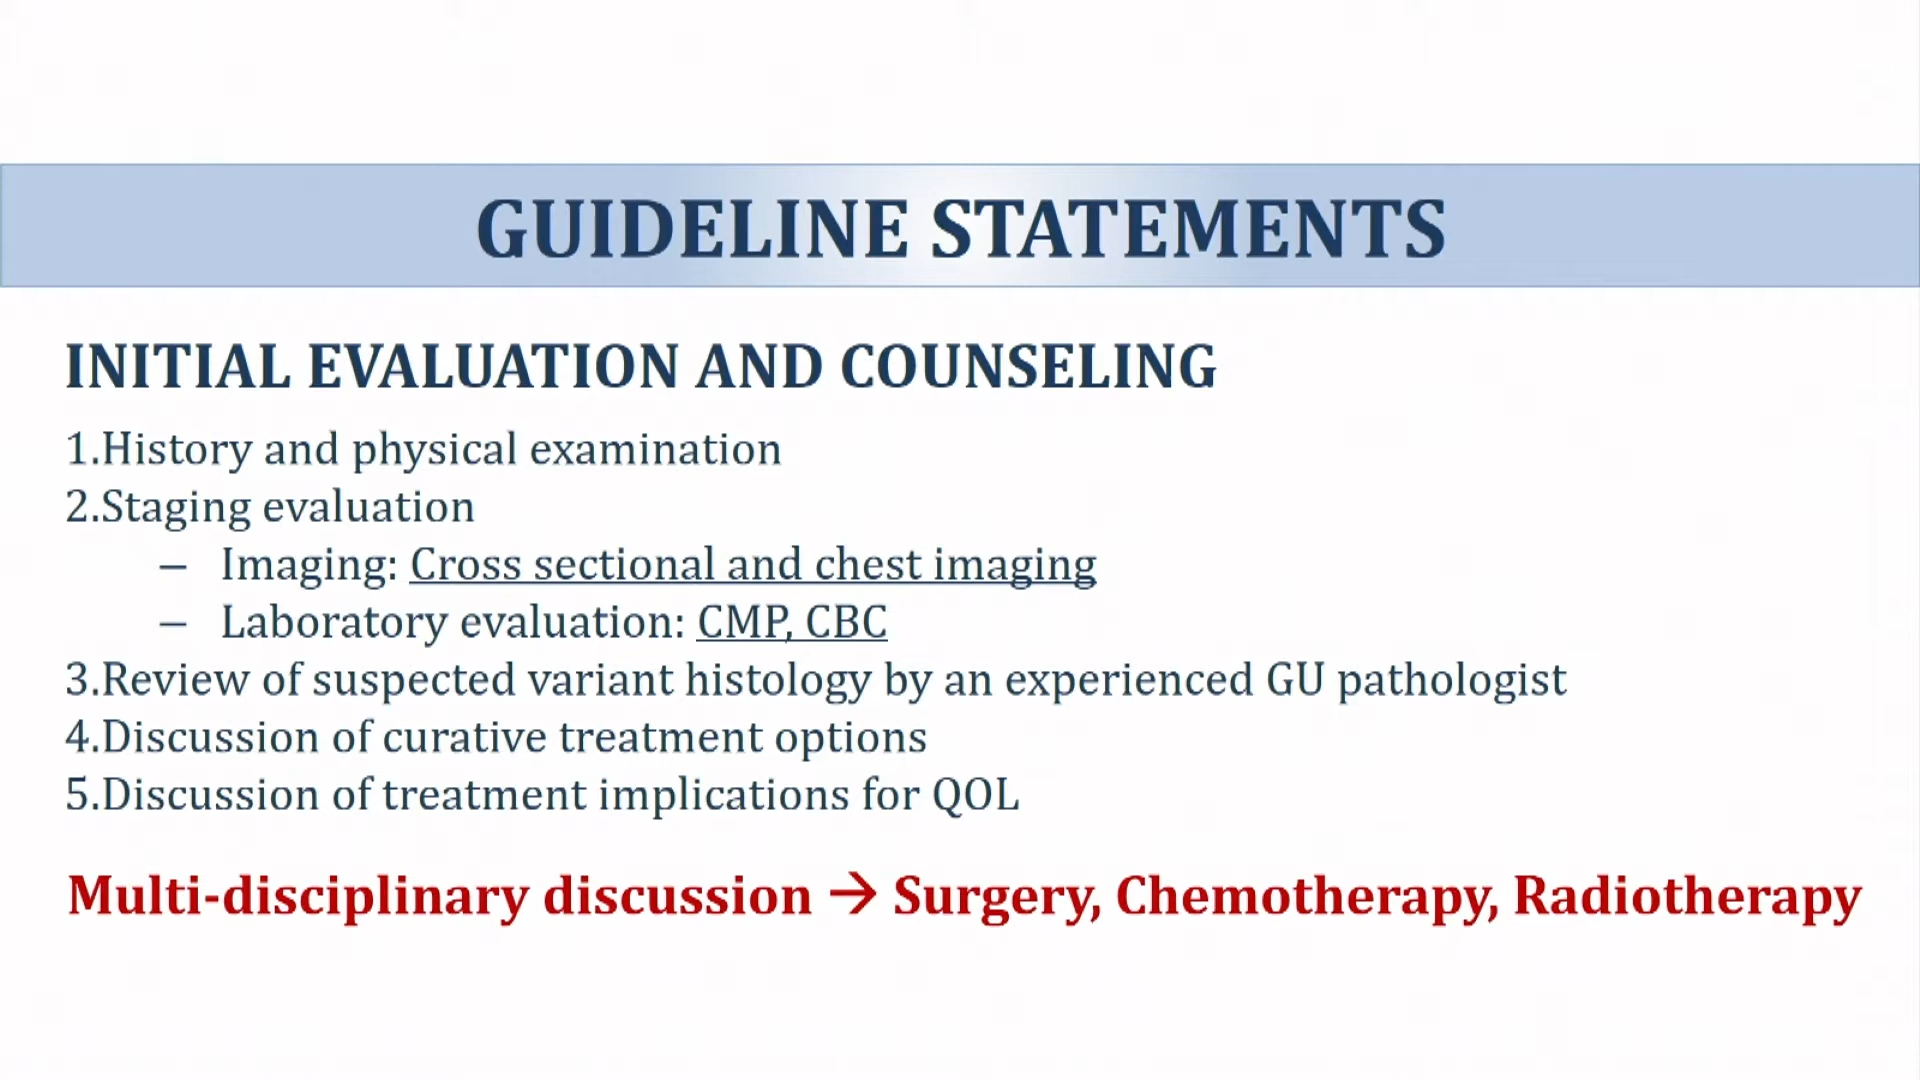 GUIDELINE STATEMENTS
INITIAL EVALUATION AND COUNSELING
1.History and physical examination
2.Staging evaluation
– Imaging: Cross sectional and chest imaging
– Laboratory evaluation: CMP, CBC
3.Review of suspected variant histology by an experienced GU pathologist
4.Discussion of curative treatment options
5.Discussion of treatment implications for QOL
Multi-disciplinary discussion → Surgery, Chemotherapy, Radiotherapy